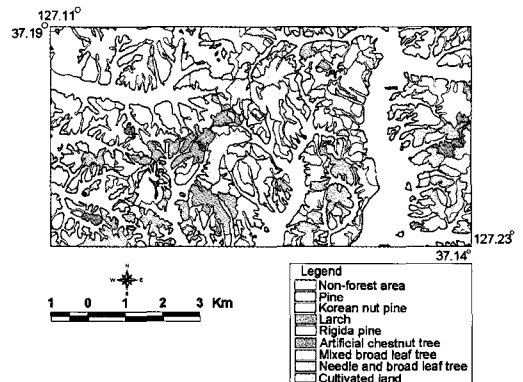 127.11°
37.19°
127.23°
37.14°
N
W E
S
1 0 1 2 3 Km
Legend
Non-forest area
Pine
Korean nut pine
Larch
Rigida pine
Artificial chestnut tree
Mixed broad leaf tree
Needle and broad leaf tree
Cultivated land